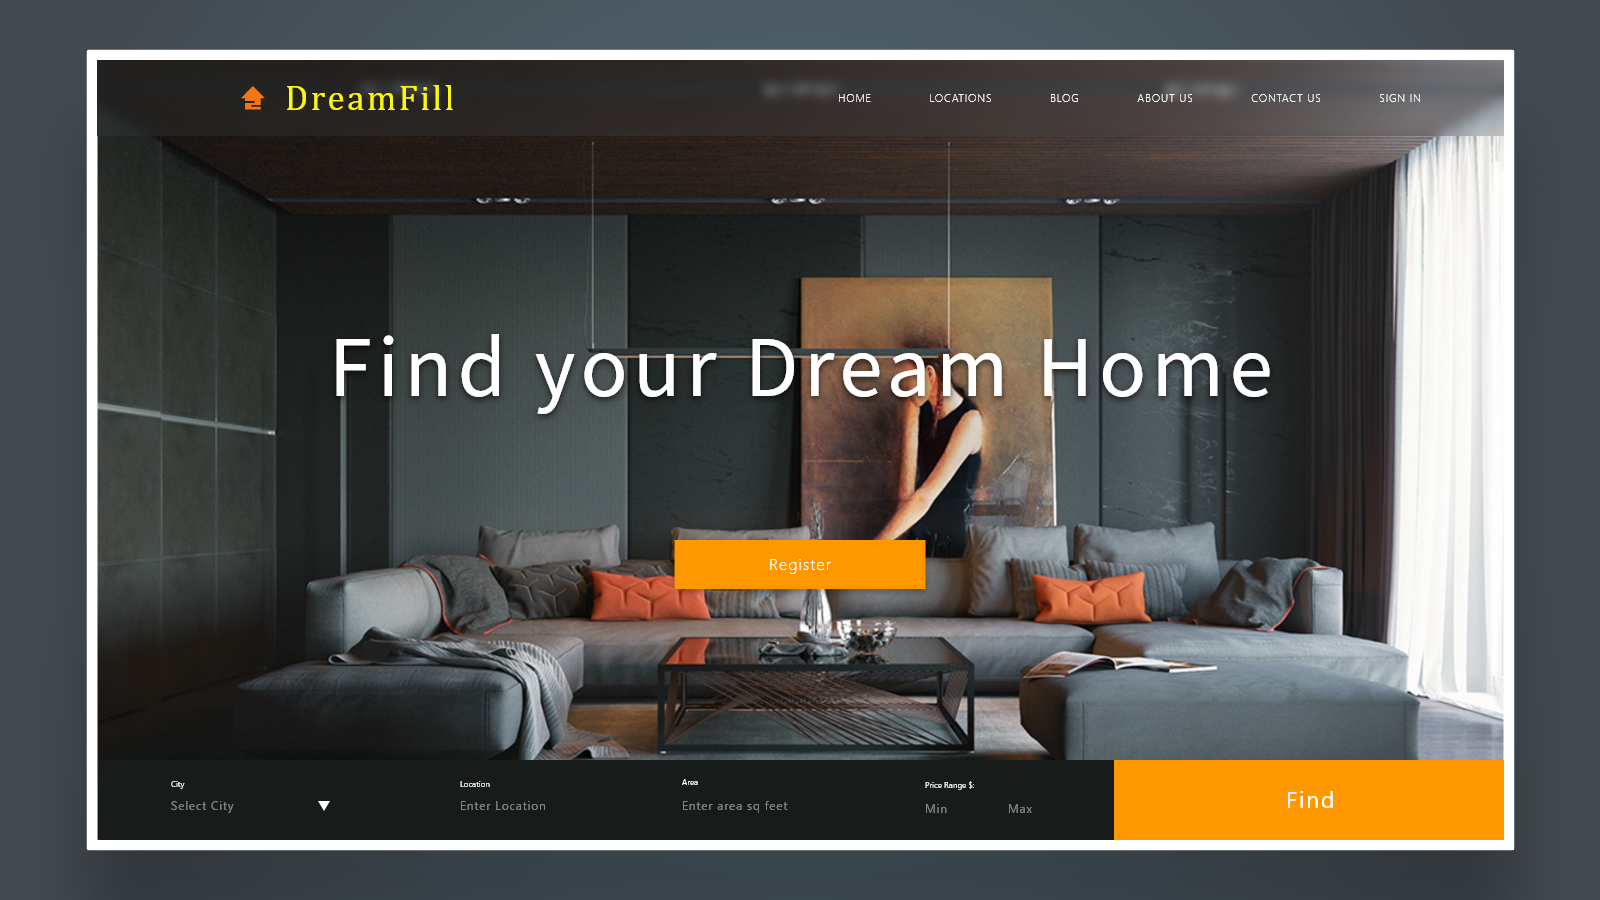 DreamFill
HOME LOCATIONS BLOG ABOUT US CONTACT US SIGN IN
Find your Dream Home
Register
City Location Area Price Range $:
Select City Enter Location Enter area sq feet Min Max
Find